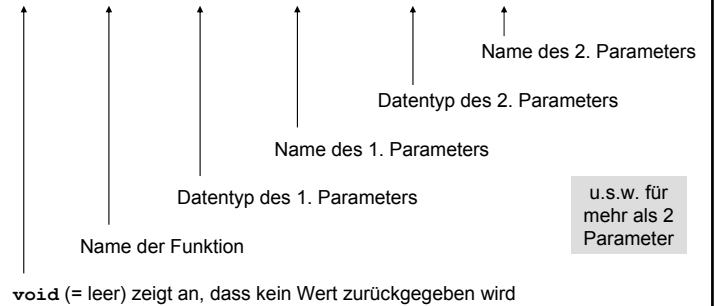 Name des 2. Parameters
Datentyp des 2. Parameters
Name des 1. Parameters
Datentyp des 1. Parameters
u.s.w. für
mehr als 2
Parameter
Name der Funktion
void (= leer) zeigt an, dass kein Wert zurückgegeben wird